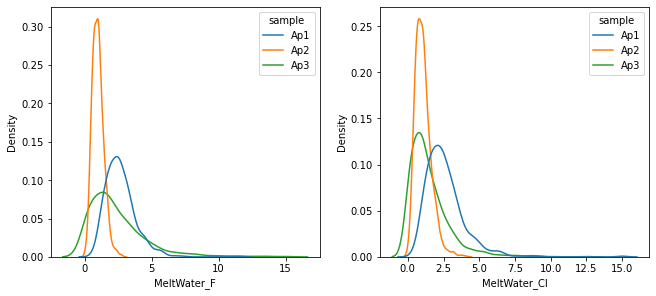 sample
Ap1
Ap2
Ap3
0.30
0.25
0.20
0.15
0.10
0.05
0.00
Density
0
5
10
15
MeltWater_F
sample
Ap1
Ap2
Ap3
0.25
0.20
0.15
0.10
0.05
0.00
Density
0.0
2.5
5.0
7.5
10.0
12.5
15.0
MeltWater_Cl